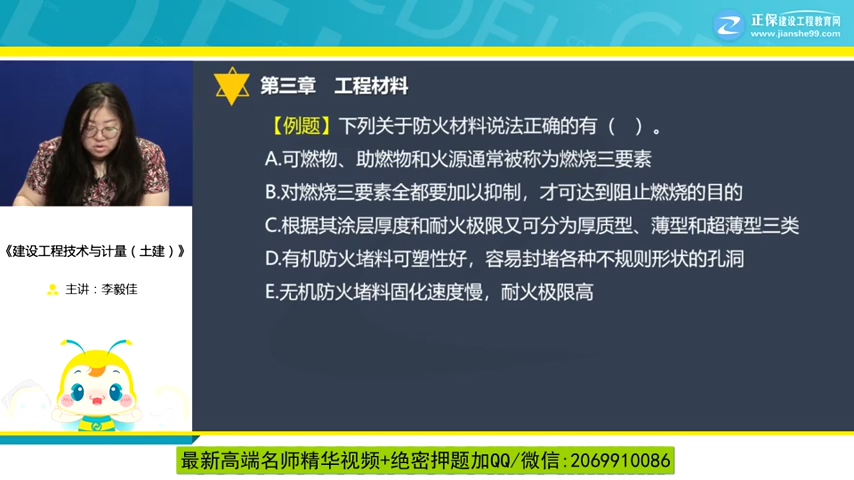 正保建设工程教育网
www.jianshe99.com
第三章 工程材料
【例题】下列关于防火材料说法正确的有（ ）。
A.可燃物、助燃物和火源通常被称为燃烧三要素
B.对燃烧三要素全都要加以抑制，才可达到阻止燃烧的目的
C.根据其涂层厚度和耐火极限又可分为厚质型、薄型和超薄型三类
D.有机防火堵料可塑性好，容易封堵各种不规则形状的孔洞
E.无机防火堵料固化速度慢，耐火极限高
《建设工程技术与计量（土建）》
主讲：李毅佳
最新高端名师精华视频+绝密押题加QQ/微信:2069910086